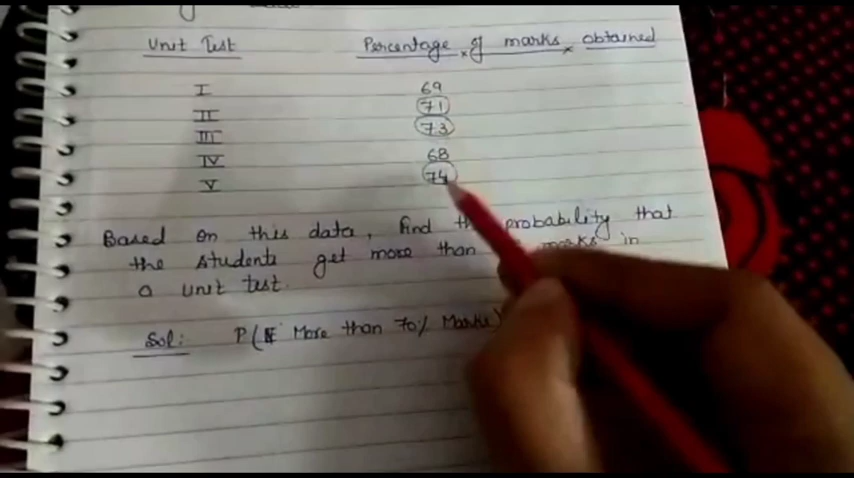 Unit Test Percentage of marks obtained
I 69
II 71
III 73
IV 68
V 74
Based on this data, find the probability that
the students get more than marks in
a unit test.
Sol: P( More than 70% Marks)